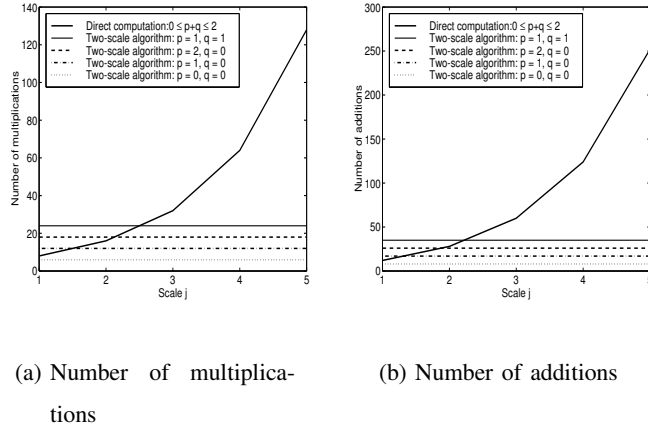 140
120
100
80
60
40
20
0
Number of multiplications
Direct computation:0 ≤ p+q ≤ 2
Two-scale algorithm: p = 1, q = 1
Two-scale algorithm: p = 2, q = 0
Two-scale algorithm: p = 1, q = 0
Two-scale algorithm: p = 0, q = 0
1 2 3 4 5
Scale j
300
250
200
150
100
50
0
Number of additions
Direct computation:0 ≤ p+q ≤ 2
Two-scale algorithm: p = 1, q = 1
Two-scale algorithm: p = 2, q = 0
Two-scale algorithm: p = 1, q = 0
Two-scale algorithm: p = 0, q = 0
1 2 3 4 5
Scale j
(a) Number of multiplica-
tions
(b) Number of additions